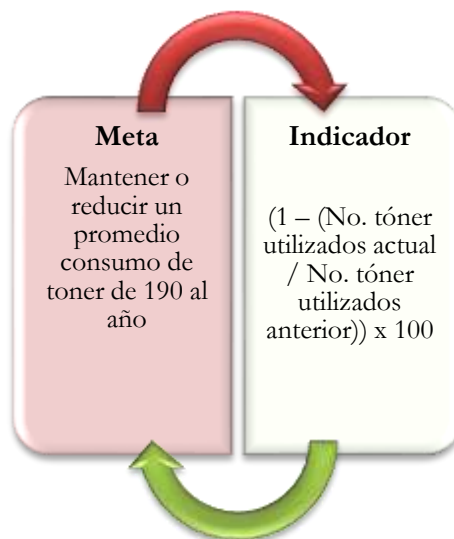 Meta
Mantener o
reducir un
promedio
consumo de
toner de 190 al
año
Indicador
(1 – (No. tóner
utilizados actual
/ No. tóner
utilizados
anterior)) x 100